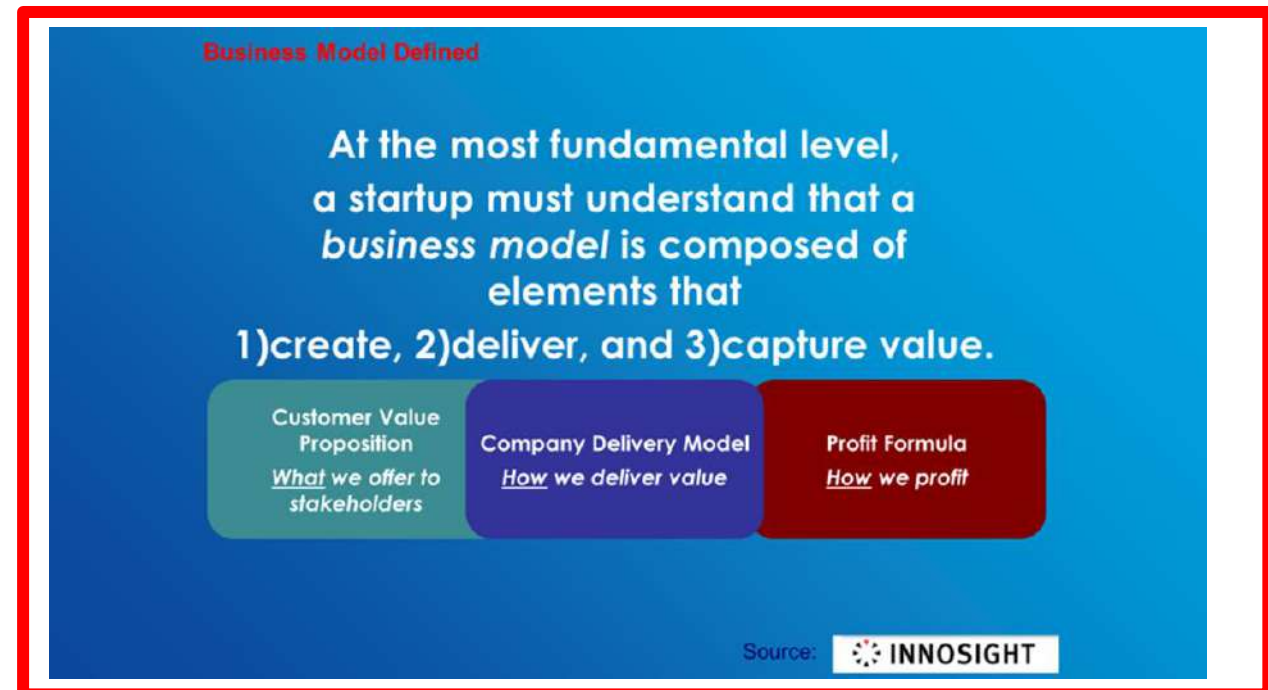 Business Model Defined
At the most fundamental level,
a startup must understand that a
business model is composed of
elements that
1)create, 2)deliver, and 3)capture value.
Customer Value
Proposition
What we offer to
stakeholders
Company Delivery Model
How we deliver value
Profit Formula
How we profit
Source:
INNOSIGHT